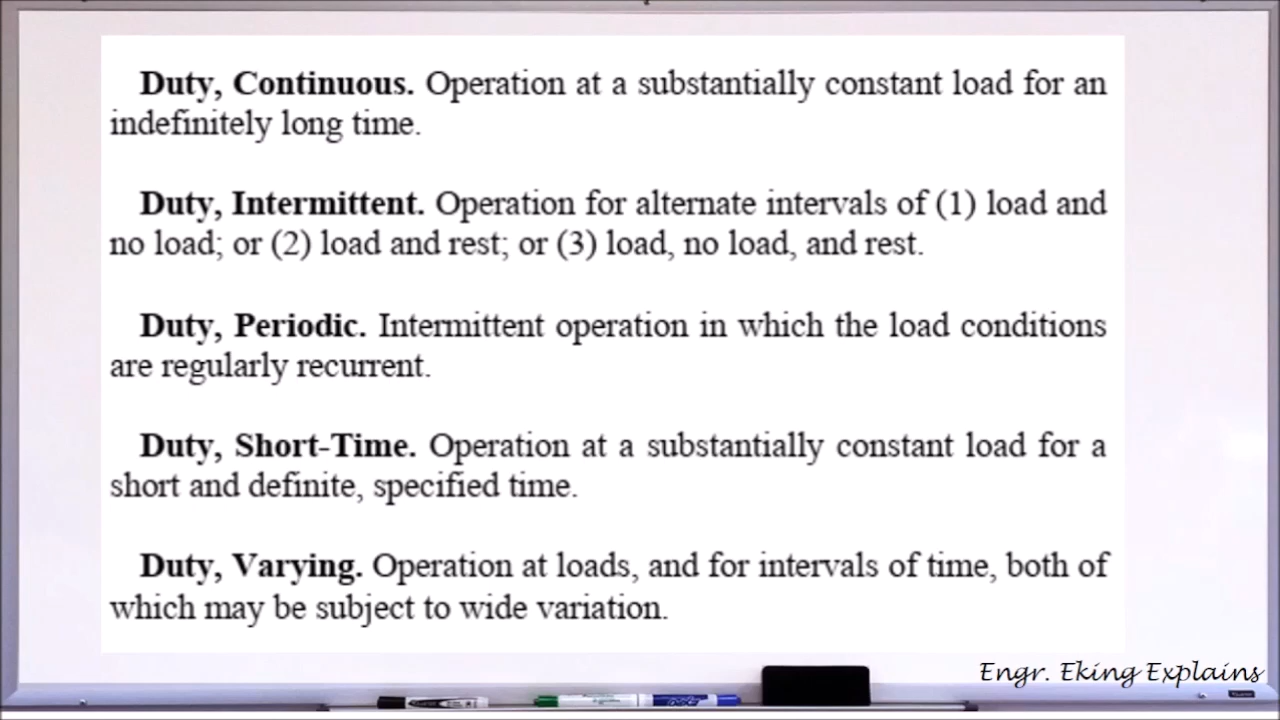 Duty, Continuous. Operation at a substantially constant load for an
indefinitely long time.
Duty, Intermittent. Operation for alternate intervals of (1) load and
no load; or (2) load and rest; or (3) load, no load, and rest.
Duty, Periodic. Intermittent operation in which the load conditions
are regularly recurrent.
Duty, Short-Time. Operation at a substantially constant load for a
short and definite, specified time.
Duty, Varying. Operation at loads, and for intervals of time, both of
which may be subject to wide variation.
Engr. Eking Explains